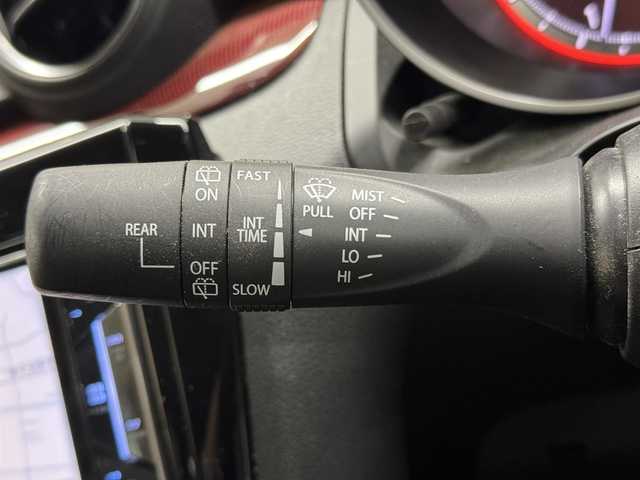 REAR
ON
INT
OFF
FAST
INT
TIME
SLOW
PULL
MIST
OFF
INT
LO
HI